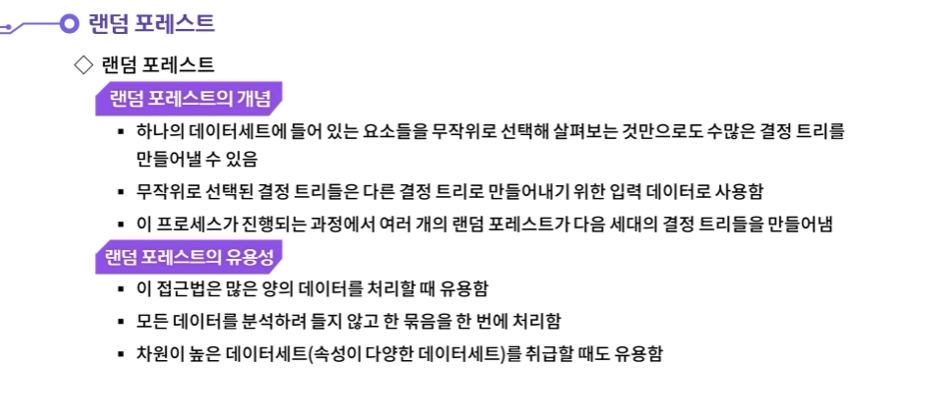 랜덤 포레스트
◇ 랜덤 포레스트
랜덤 포레스트의 개념
▪ 하나의 데이터세트에 들어 있는 요소들을 무작위로 선택해 살펴보는 것만으로도 수많은 결정 트리를
만들어낼 수 있음
▪ 무작위로 선택된 결정 트리들은 다른 결정 트리로 만들어내기 위한 입력 데이터로 사용함
▪ 이 프로세스가 진행되는 과정에서 여러 개의 랜덤 포레스트가 다음 세대의 결정 트리들을 만들어냄
랜덤 포레스트의 유용성
▪ 이 접근법은 많은 양의 데이터를 처리할 때 유용함
▪ 모든 데이터를 분석하려 들지 않고 한 묶음을 한 번에 처리함
▪ 차원이 높은 데이터세트(속성이 다양한 데이터세트)를 취급할 때도 유용함